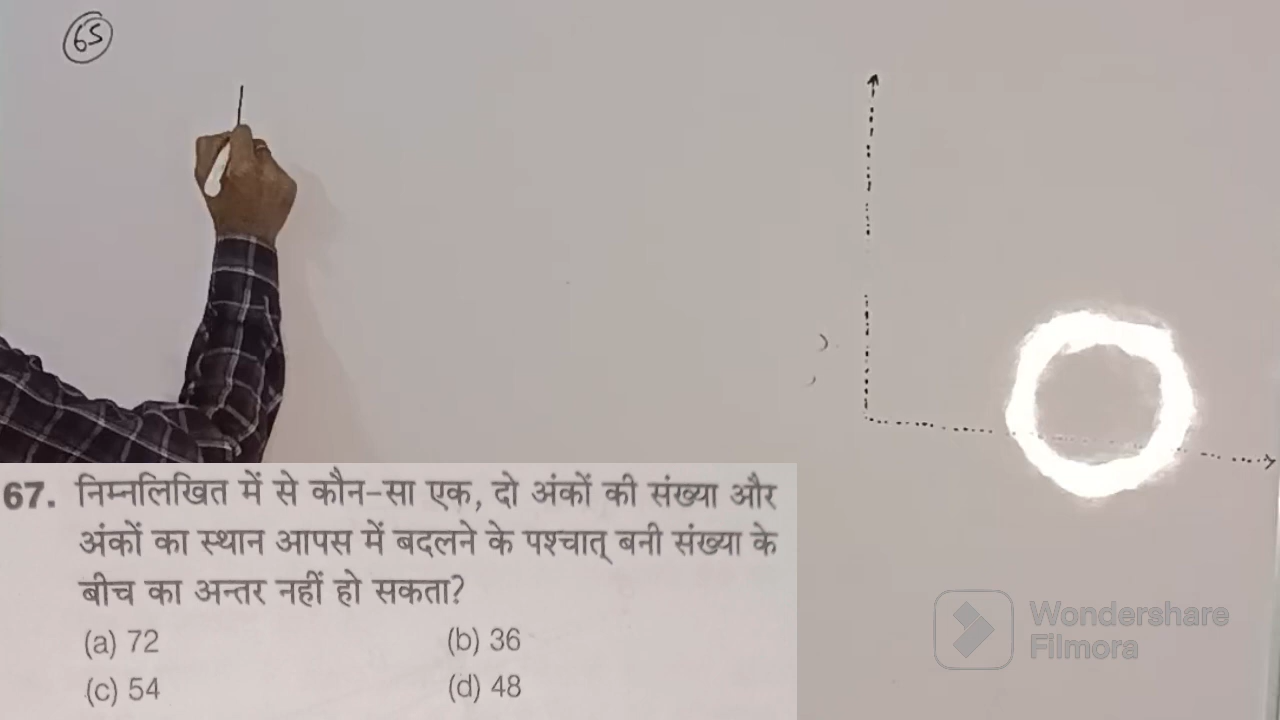 65
67. निम्नलिखित में से कौन-सा एक, दो अंकों की संख्या और
अंकों का स्थान आपस में बदलने के पश्चात् बनी संख्या के
बीच का अन्तर नहीं हो सकता?
(a) 72 (b) 36
(c) 54 (d) 48
Wondershare
Filmora